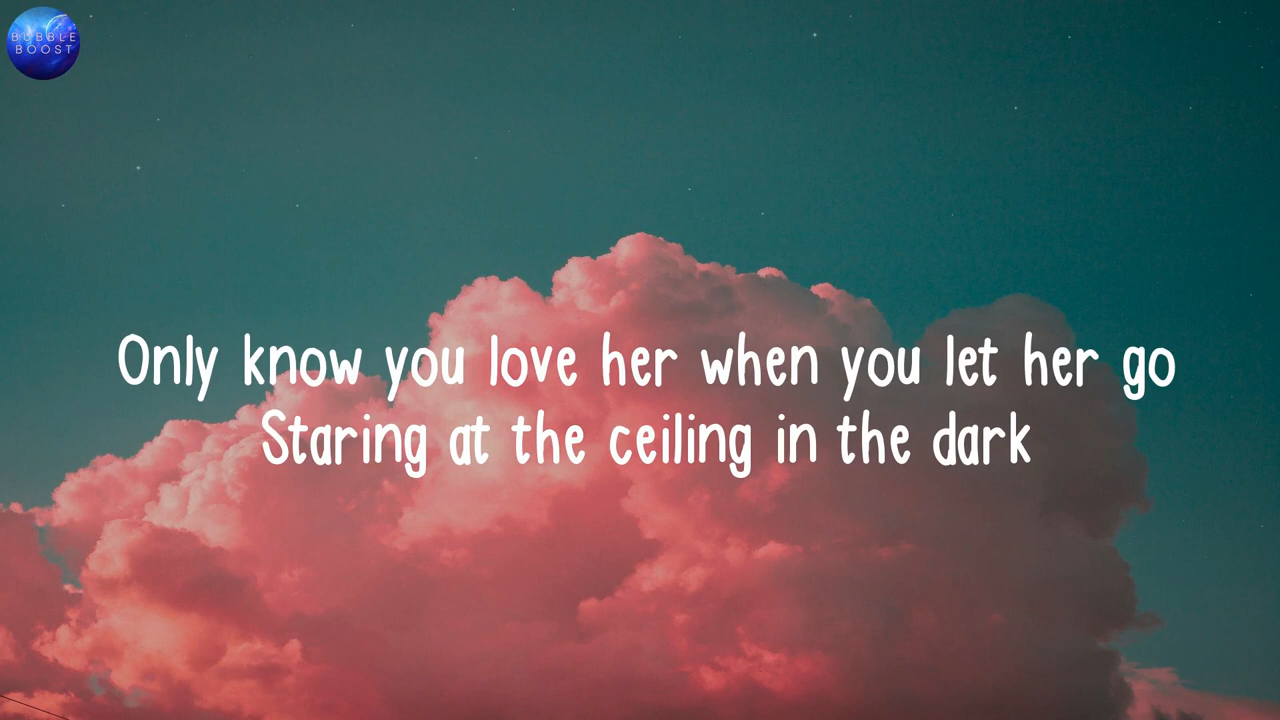 BUBBLE
BOOST
Only know you love her when you let her go
Staring at the ceiling in the dark